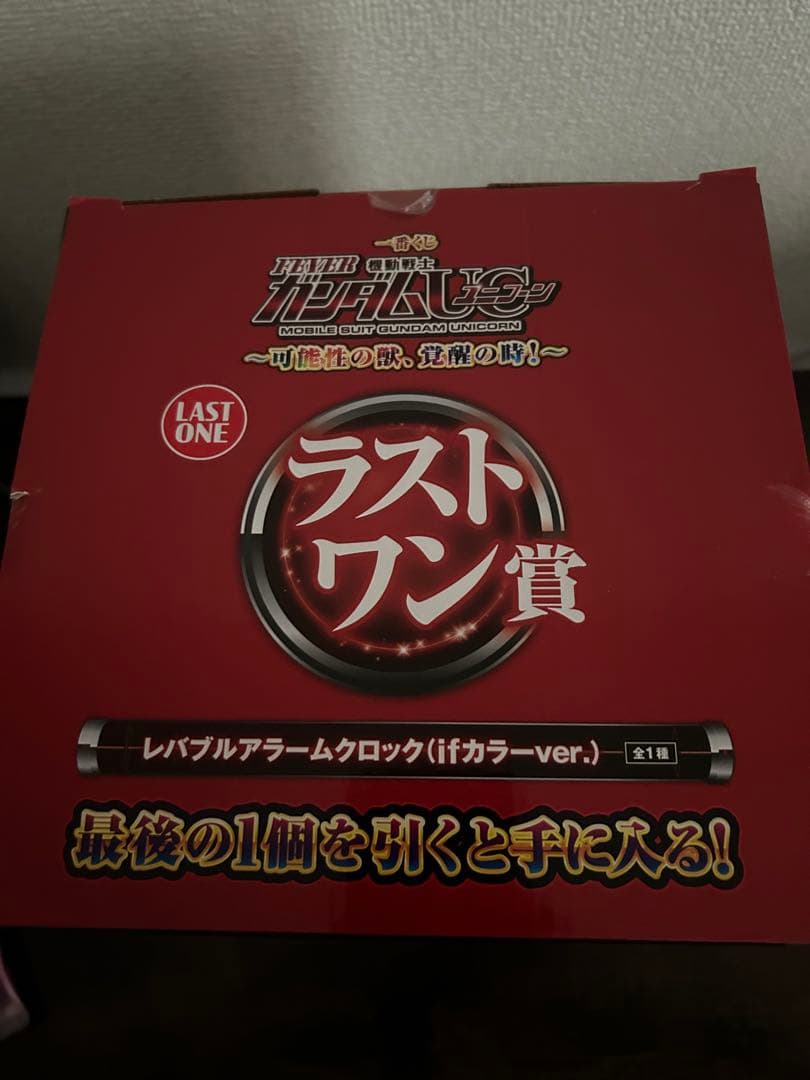 一番くじ
FEVER 機動戦士
ガンダムUC ユニコーン
MOBILE SUIT GUNDAM UNICORN
～可能性の獣、覚醒の時!～
LAST
ONE
ラスト
ワン賞
レバブルアラームクロック(ifカラーver.) 全1種
最後の1個を引くと手に入る!